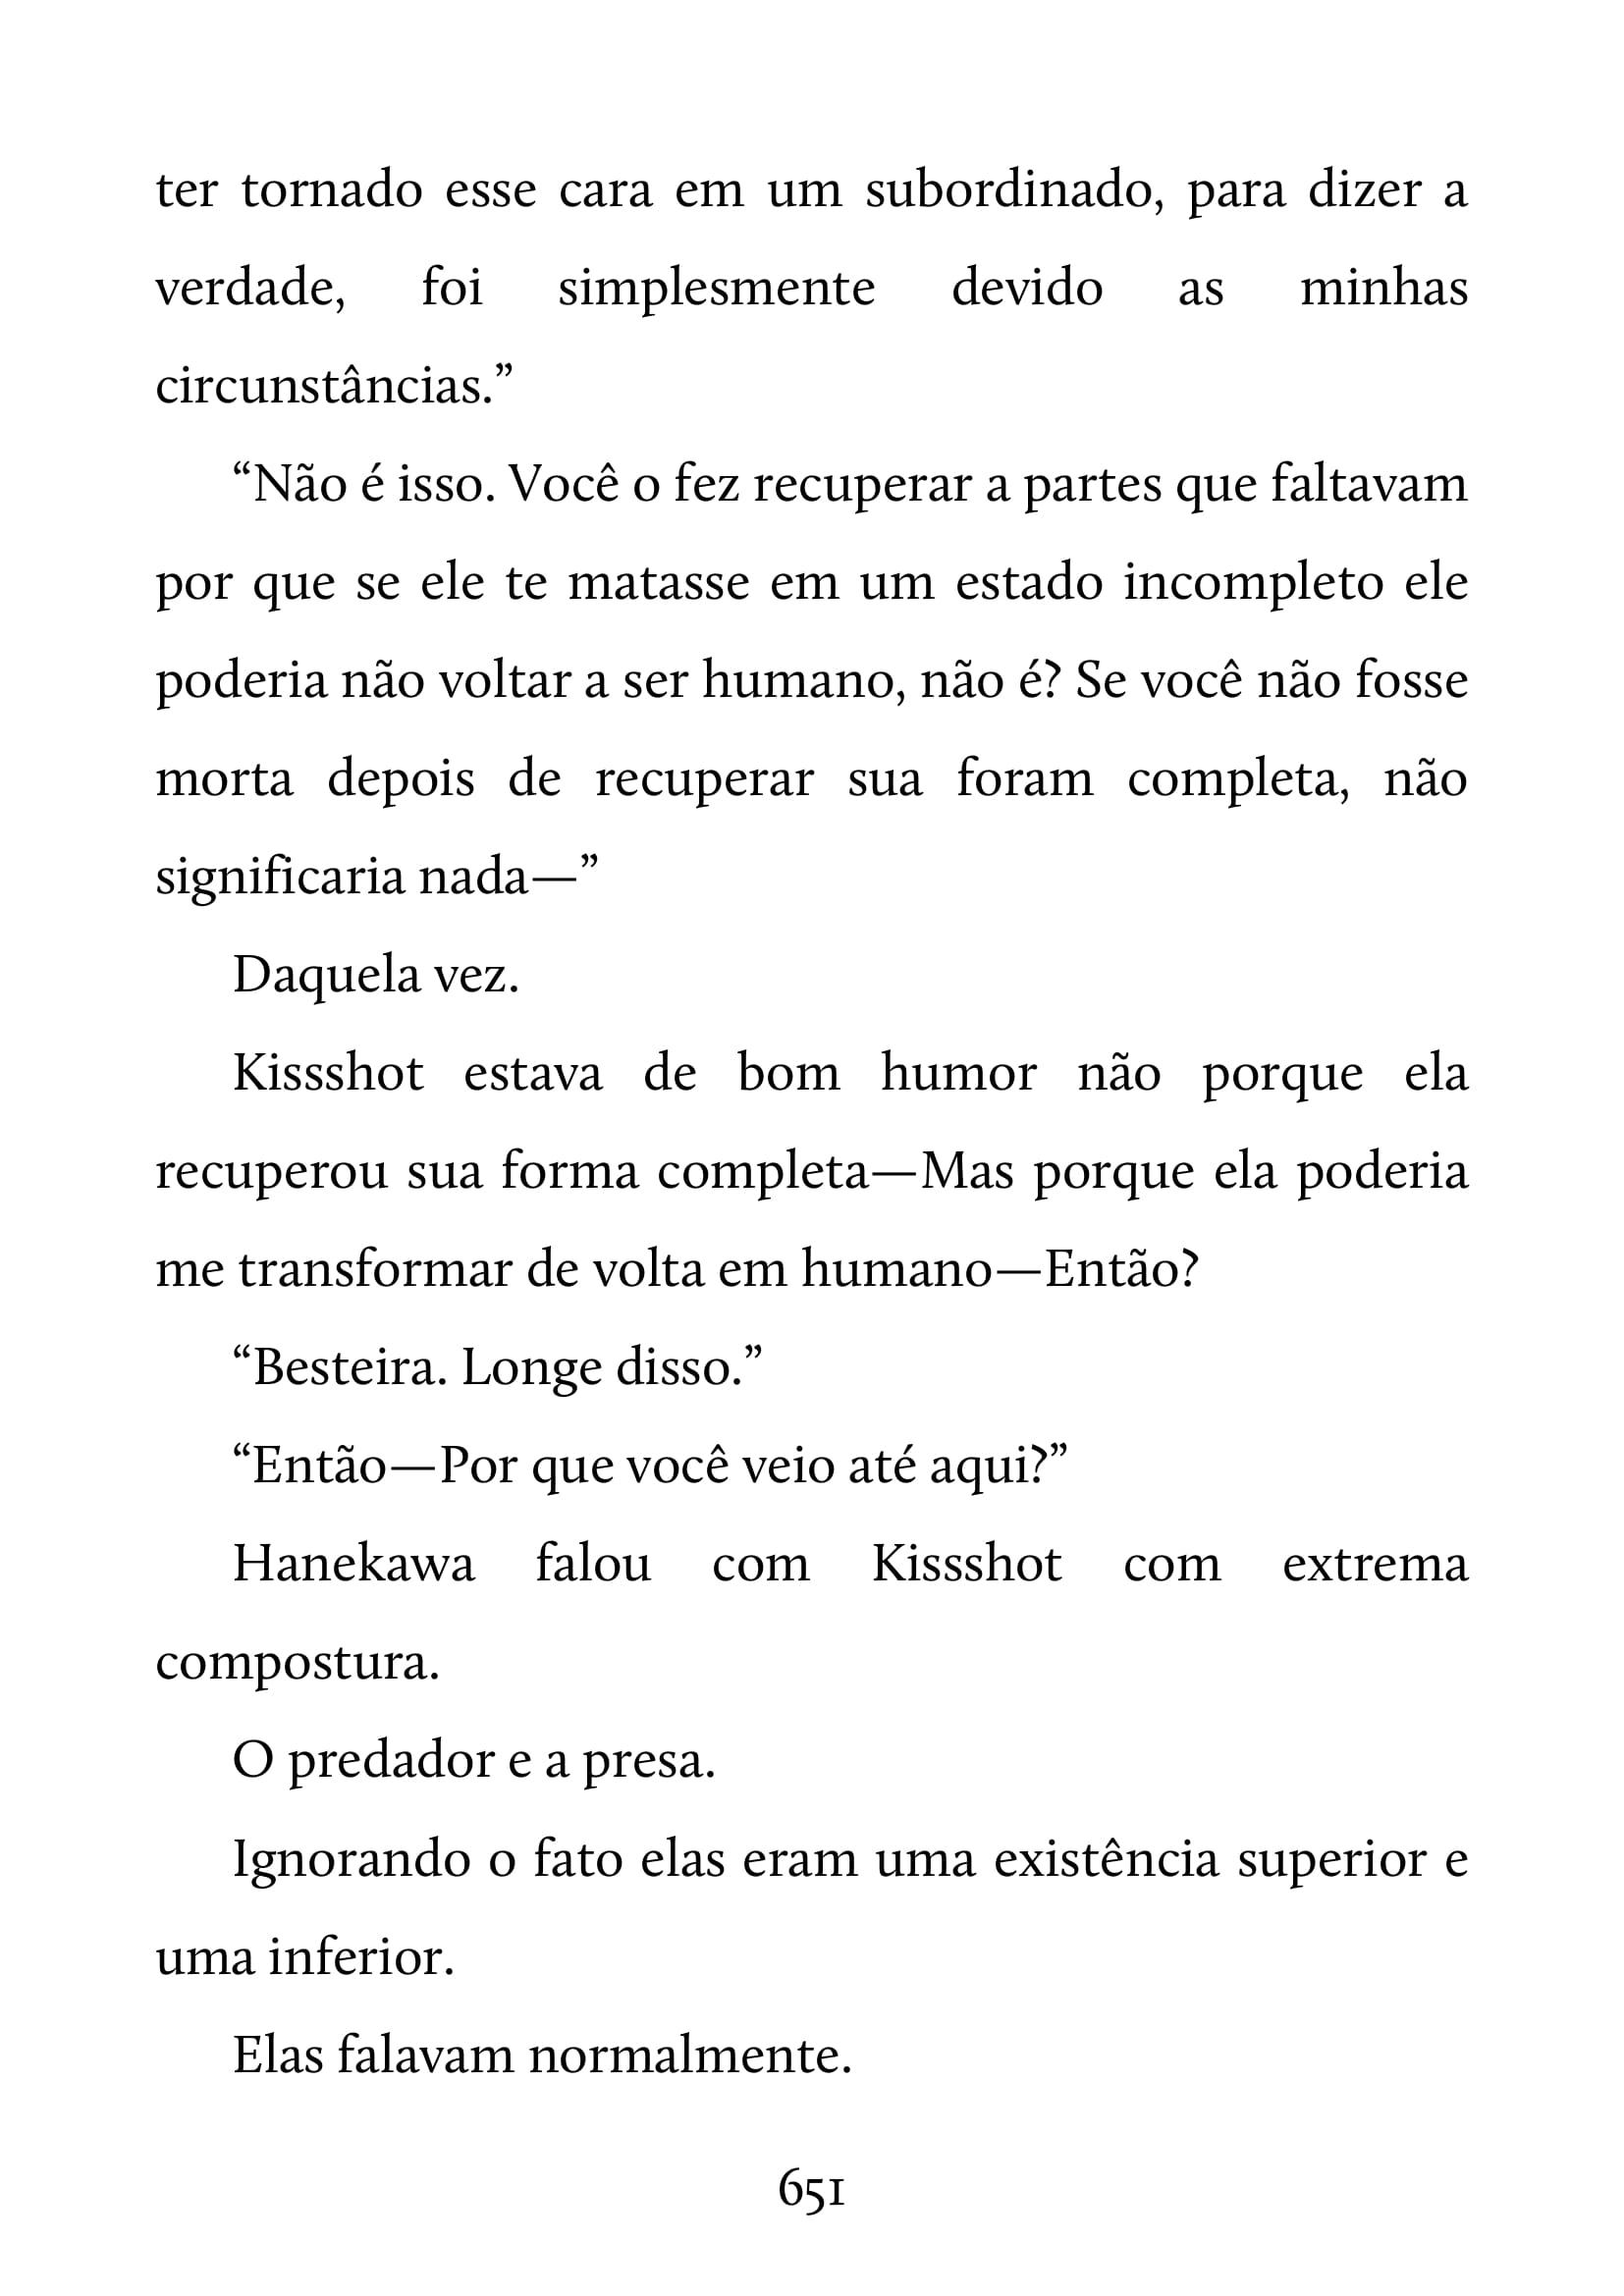 ter tornado esse cara em um subordinado, para dizer a
verdade, foi simplesmente devido as minhas
circunstâncias.”
“Não é isso. Você o fez recuperar a partes que faltavam
por que se ele te matasse em um estado incompleto ele
poderia não voltar a ser humano, não é? Se você não fosse
morta depois de recuperar sua foram completa, não
significaria nada—”
Daquela vez.
Kissshot estava de bom humor não porque ela
recuperou sua forma completa—Mas porque ela poderia
me transformar de volta em humano—Então?
“Besteira. Longe disso.”
“Então—Por que você veio até aqui?”
Hanekawa falou com Kissshot com extrema
compostura.
O predador e a presa.
Ignorando o fato elas eram uma existência superior e
uma inferior.
Elas falavam normalmente.
651